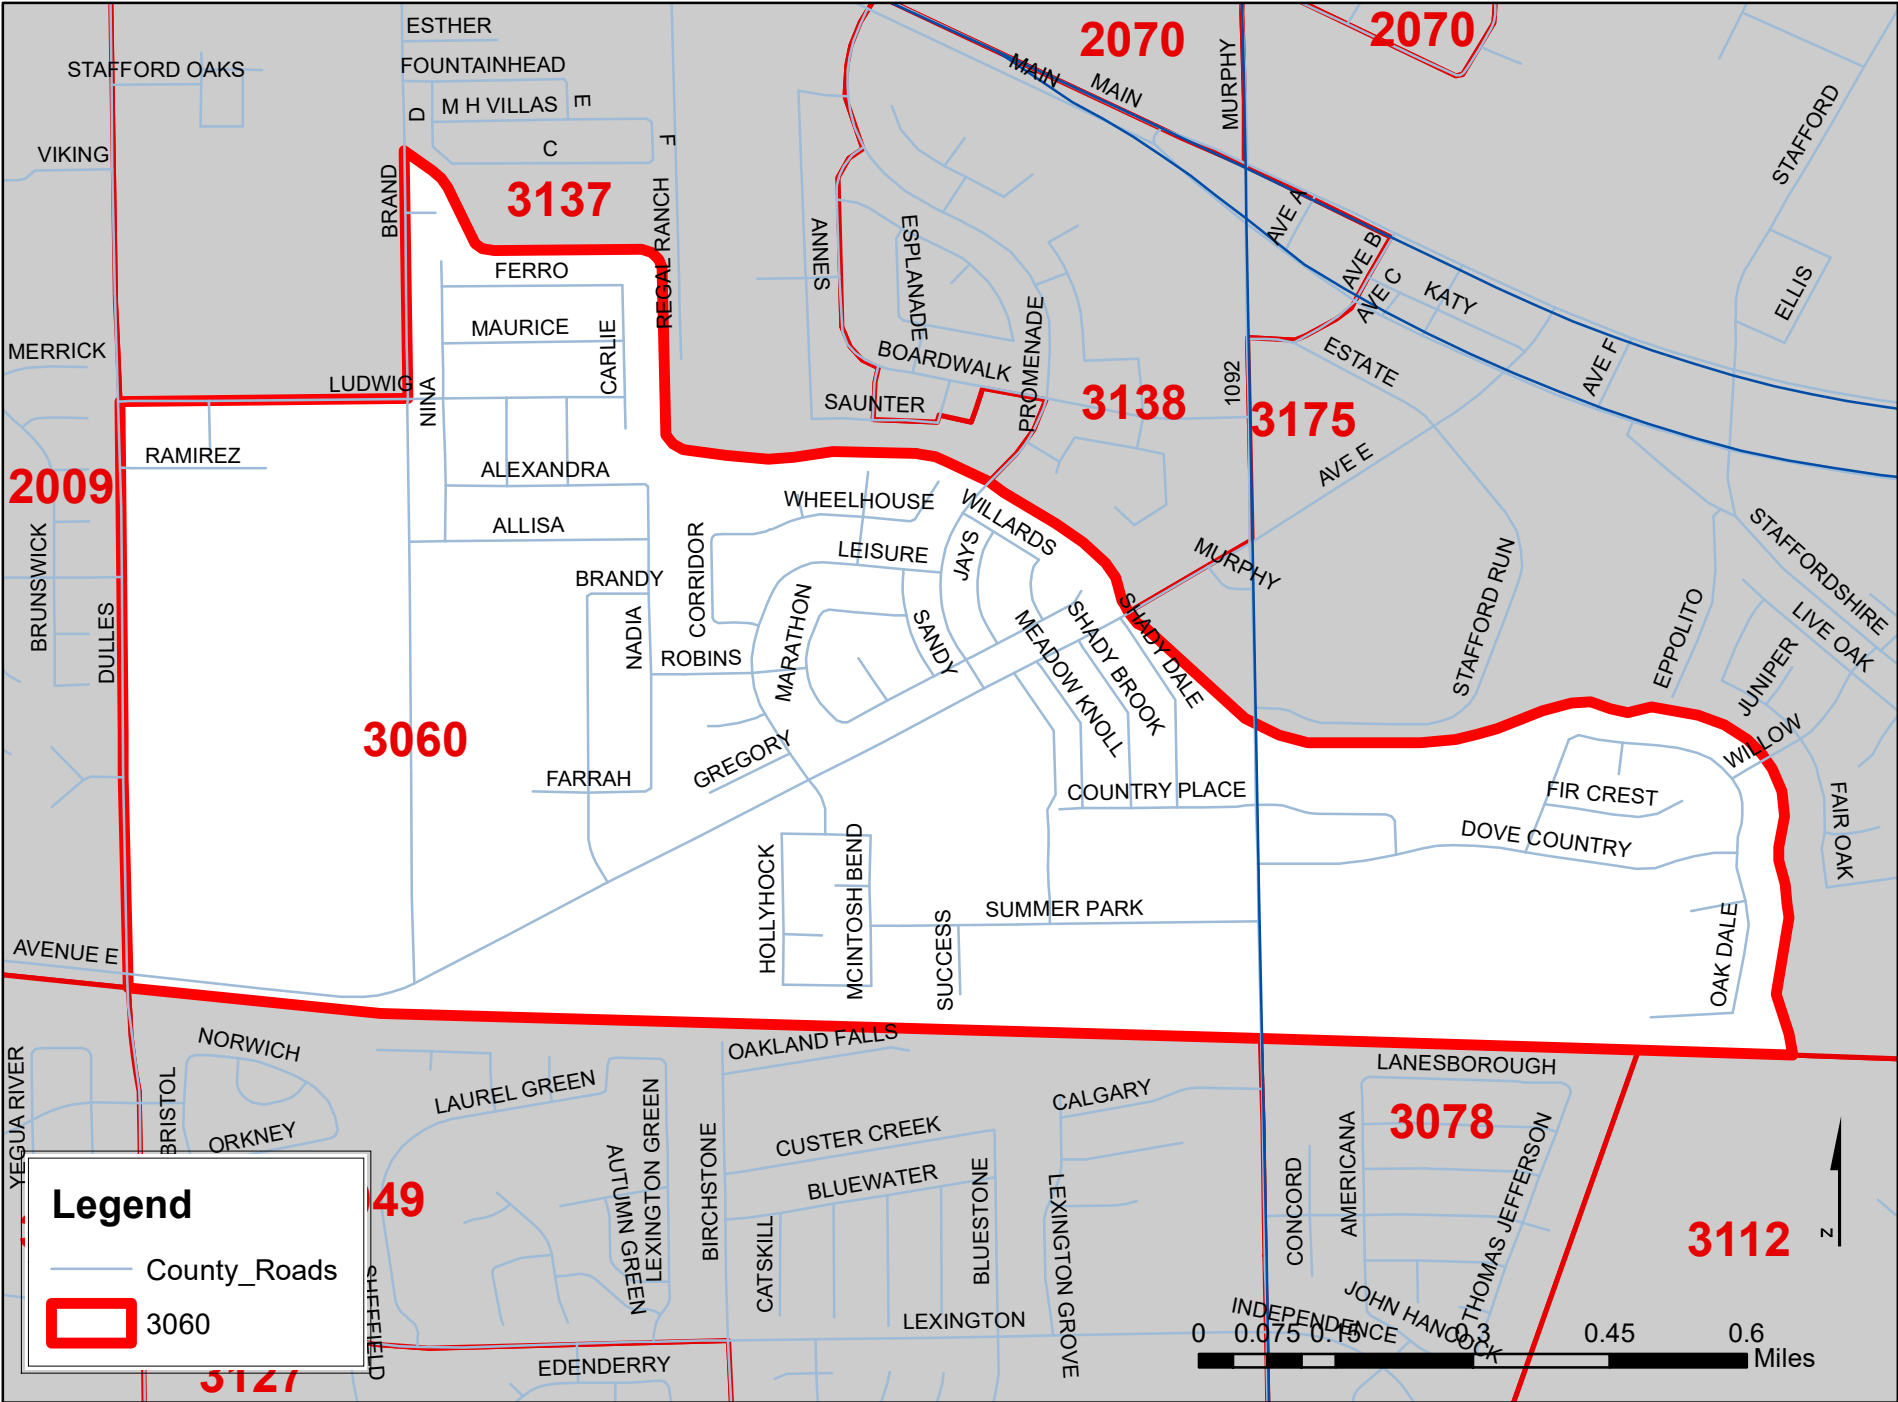 ESTHER
2070
2070
STAFFORD OAKS
FOUNTAINHEAD
MAIN
MAIN
MURPHY
M H VILLAS
E
D
C
F
STAFFORD
VIKING
BRAND
3137
REGAL RANCH
ANNES
ESPLANADE
AVE A
AVE B
AVE C
KATY
ELLIS
FERRO
MAURICE
CARLIE
PROMENADE
MERRICK
BOARDWALK
ESTATE
AVE F
LUDWIG
NINA
SAUNTER
3138
1092
3175
RAMIREZ
ALEXANDRA
AVE E
2009
WHEELHOUSE
WILLARDS
ALLISA
CORRIDOR
LEISURE
JAYS
MURPHY
STAFFORD RUN
STAFFORDSHIRE
BRUNSWICK
DULLES
BRANDY
NADIA
MARATHON
SANDY
MEADOW KNOLL
SHADY BROOK
SHADY DALE
EPPOLITO
LIVE OAK
JUNIPER
ROBINS
3060
GREGORY
WILLOW
FARRAH
COUNTRY PLACE
FIR CREST
FAIR OAK
DOVE COUNTRY
HOLLYHOCK
MCINTOSH BEND
SUCCESS
SUMMER PARK
OAK DALE
AVENUE E
NORWICH
OAKLAND FALLS
LANESBOROUGH
YEGUA RIVER
BRISTOL
LAUREL GREEN
LEXINGTON GREEN
CALGARY
3078
ORKNEY
AUTUMN GREEN
BIRCHSTONE
CUSTER CREEK
BLUEWATER
BLUESTONE
LEXINGTON GROVE
CONCORD
AMERICANA
THOMAS JEFFERSON
49
3112
CATSKILL
Legend
County_Roads
3060
SHEFFIELD
LEXINGTON
INDEPENDENCE
JOHN HANCOCK
EDENDERRY
3127
0 0.075 0.15 0.3 0.45 0.6
Miles
z